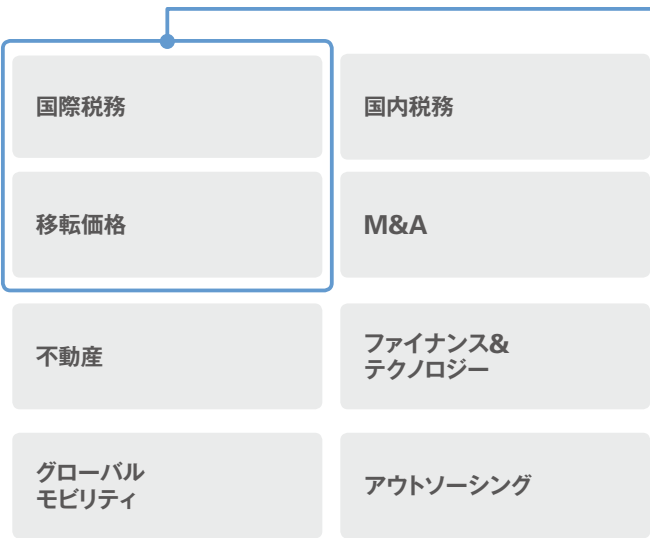 国際税務
国内税務
移転価格
M&A
不動産
ファイナンス&
テクノロジー
グローバル
モビリティ
アウトソーシング